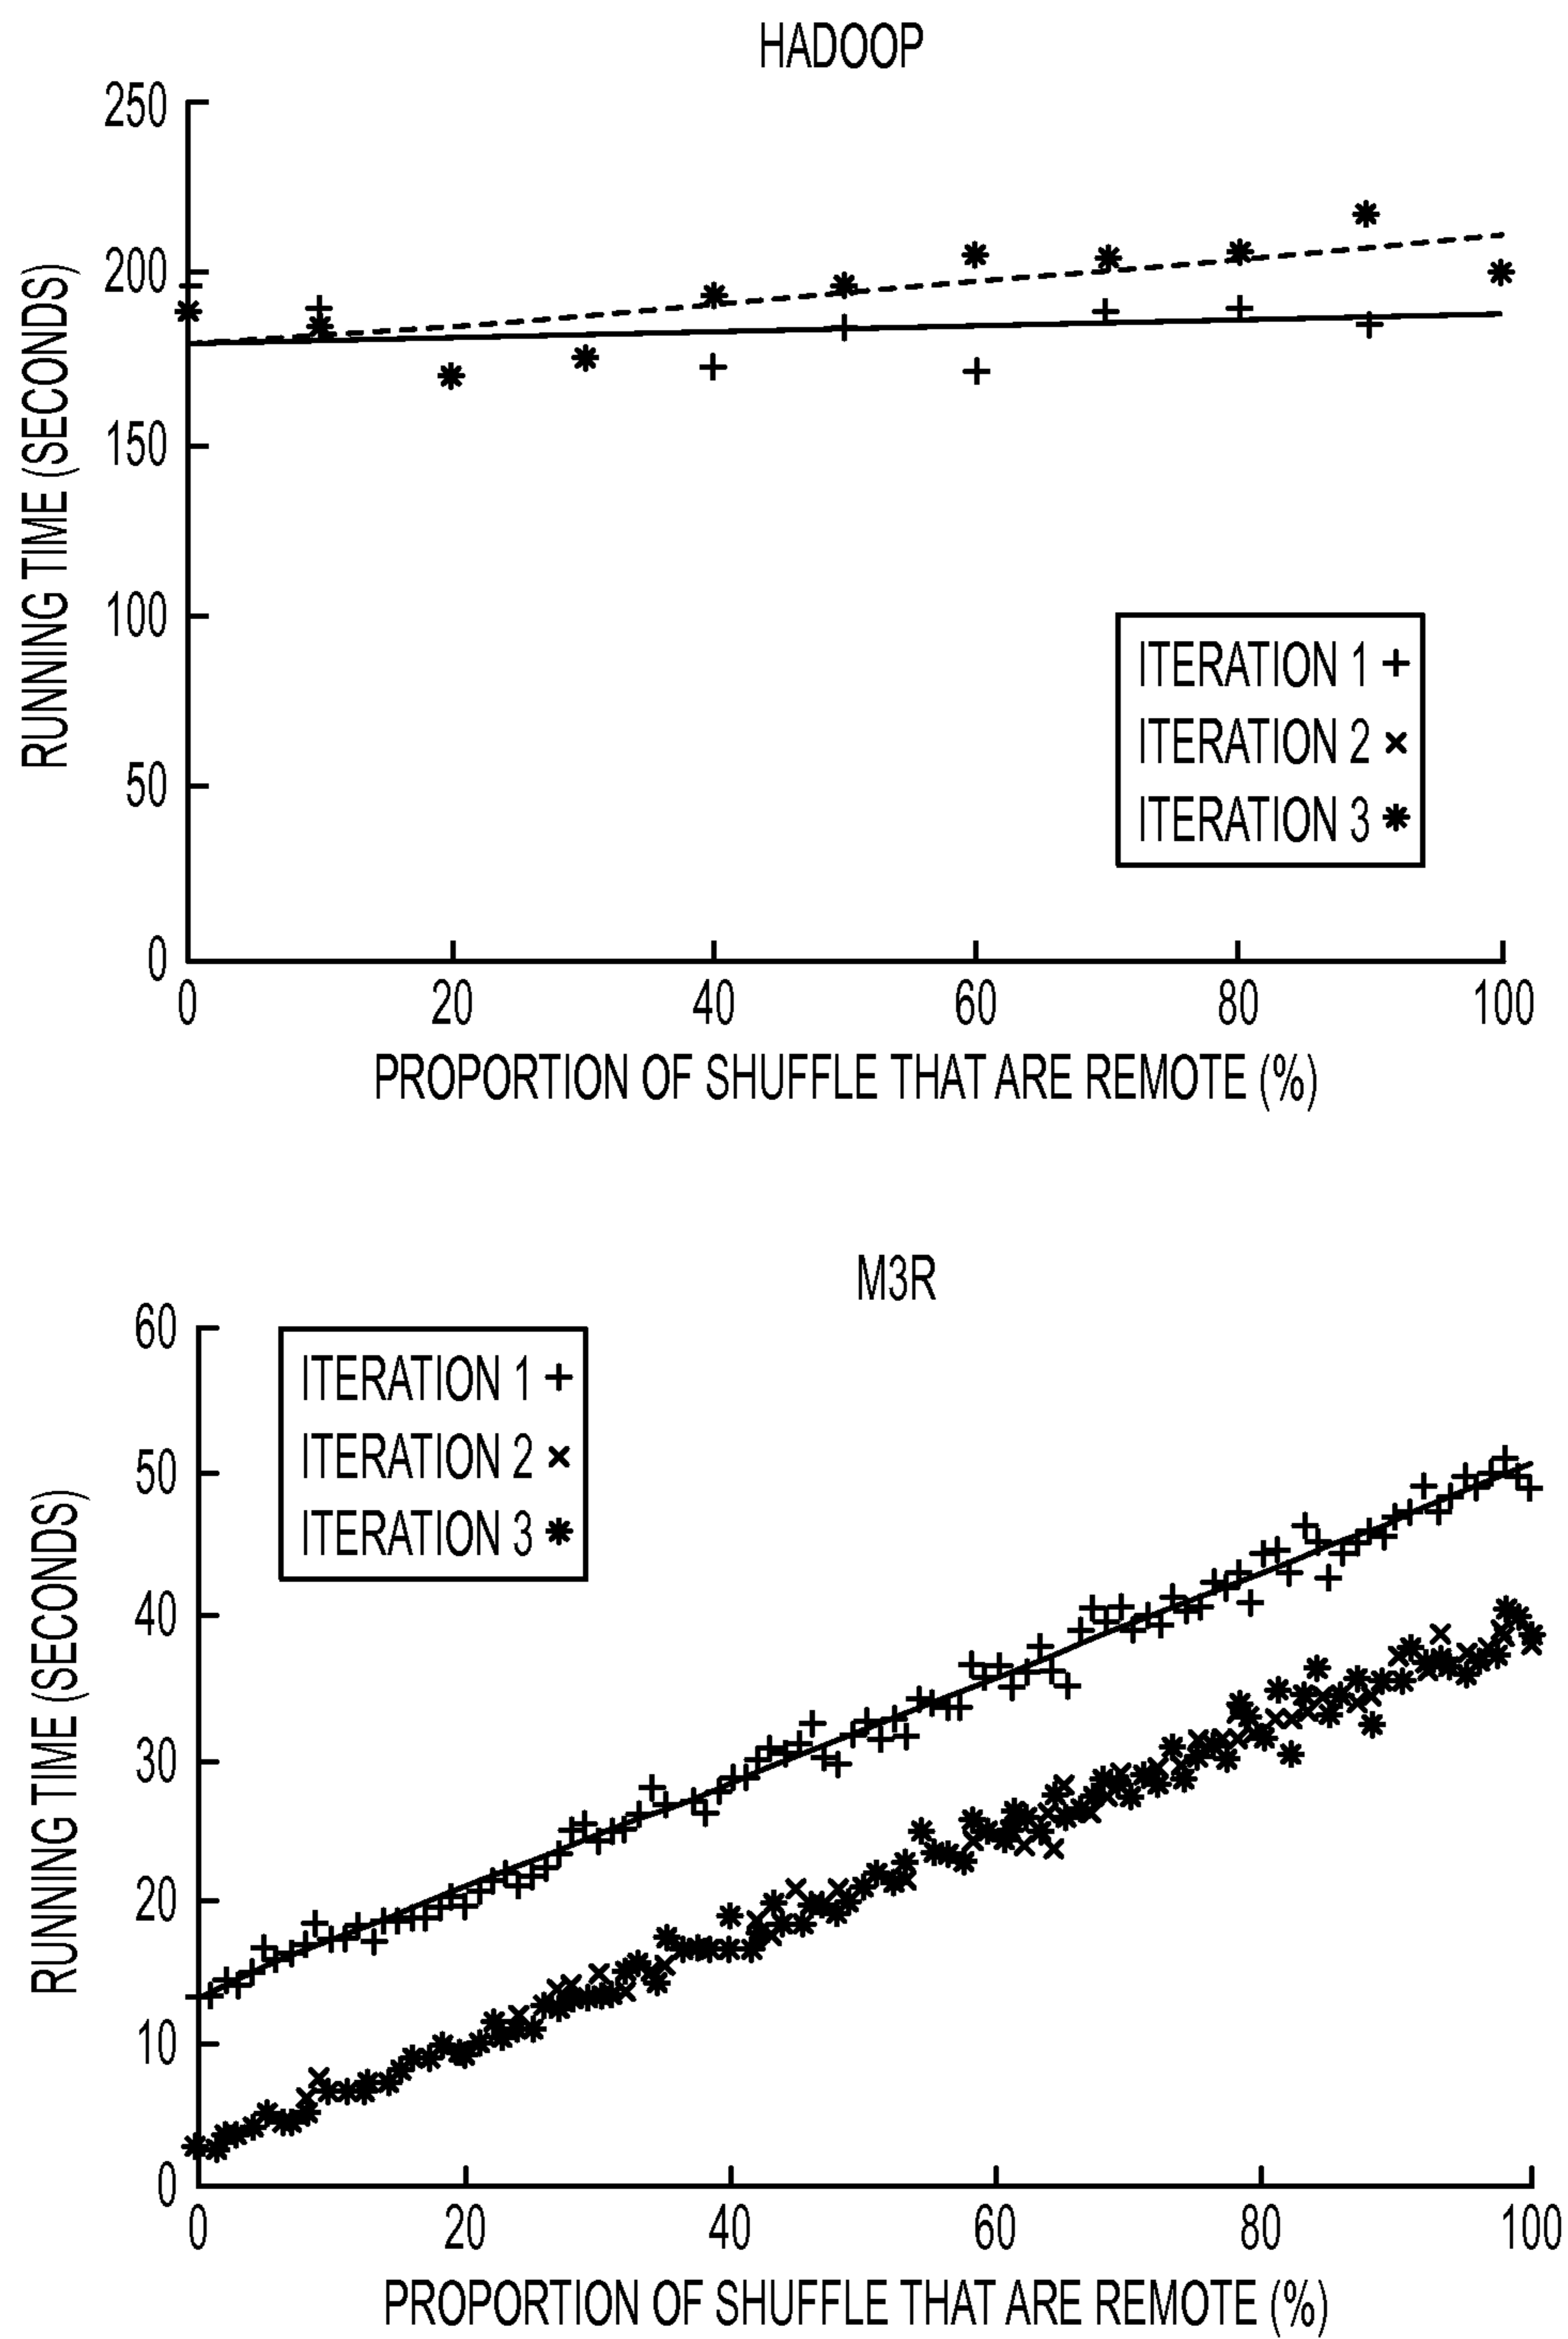 HADOOP
250
200
150
100
50
0
RUNNING TIME (SECONDS)
ITERATION 1 +
ITERATION 2 ×
ITERATION 3 *
0 20 40 60 80 100
PROPORTION OF SHUFFLE THAT ARE REMOTE (%)
M3R
60
50
40
30
20
10
0
RUNNING TIME (SECONDS)
ITERATION 1 +
ITERATION 2 ×
ITERATION 3 *
0 20 40 60 80 100
PROPORTION OF SHUFFLE THAT ARE REMOTE (%)